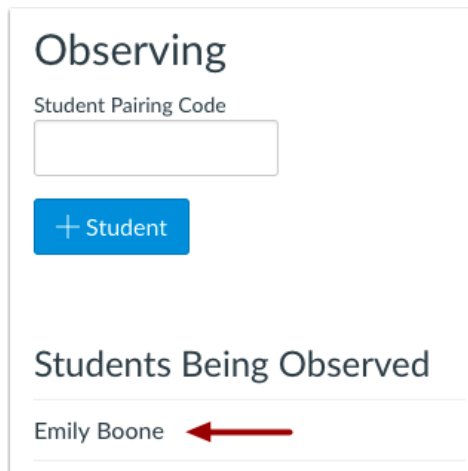 Observing
Student Pairing Code
+ Student
Students Being Observed
Emily Boone